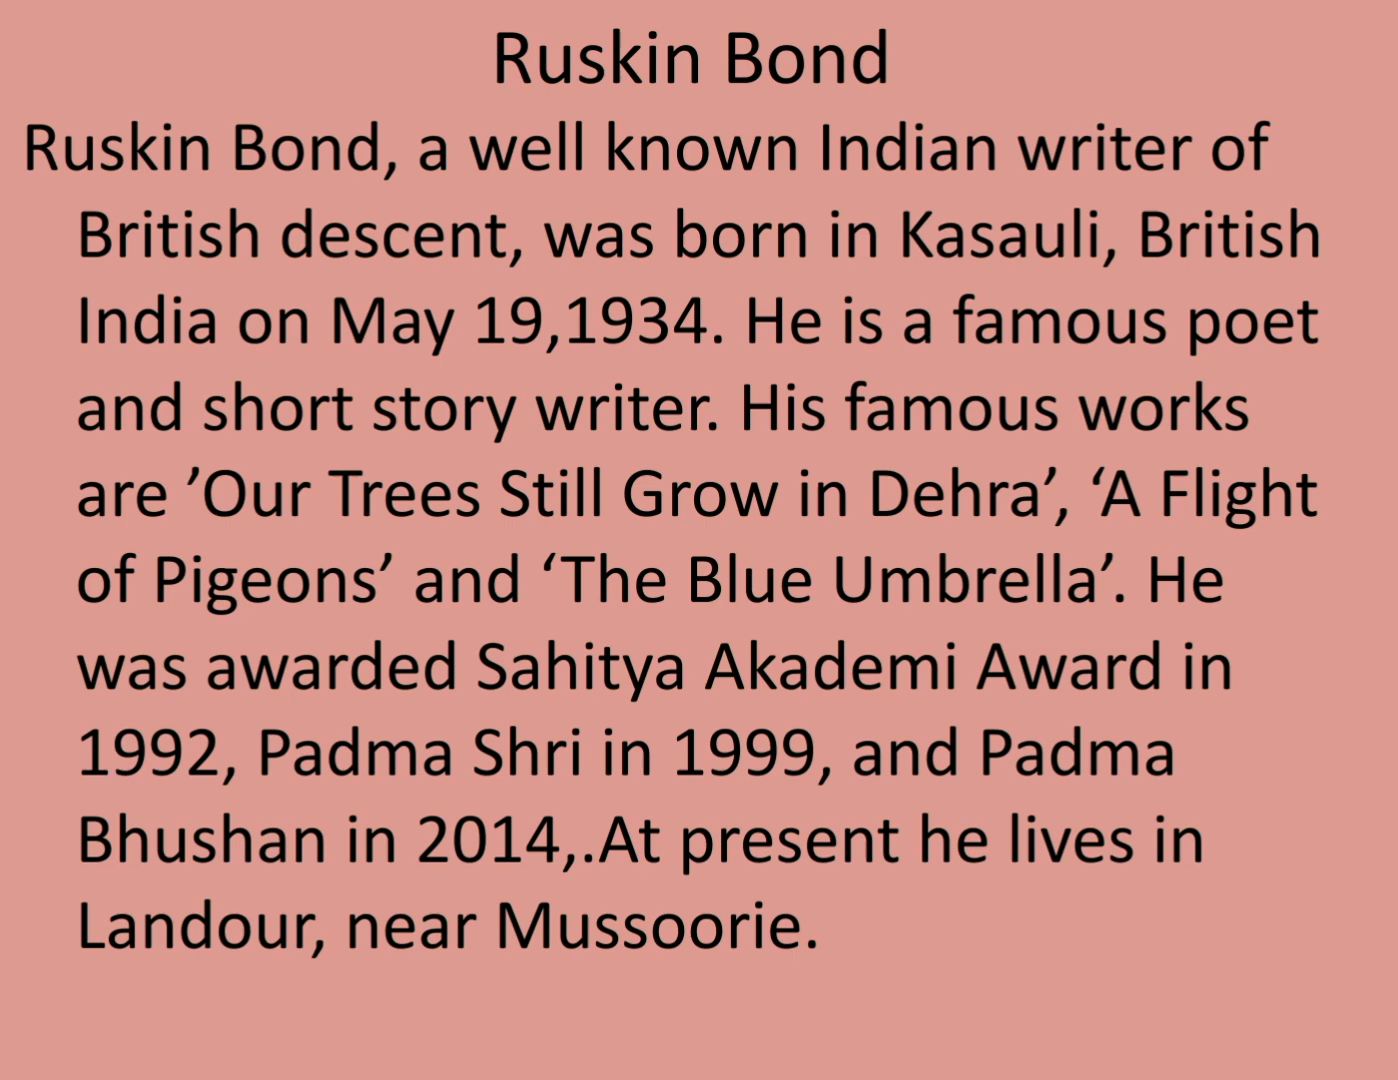 Ruskin Bond
Ruskin Bond, a well known Indian writer of
British descent, was born in Kasauli, British
India on May 19,1934. He is a famous poet
and short story writer. His famous works
are ’Our Trees Still Grow in Dehra’, ‘A Flight
of Pigeons’ and ‘The Blue Umbrella’. He
was awarded Sahitya Akademi Award in
1992, Padma Shri in 1999, and Padma
Bhushan in 2014,.At present he lives in
Landour, near Mussoorie.